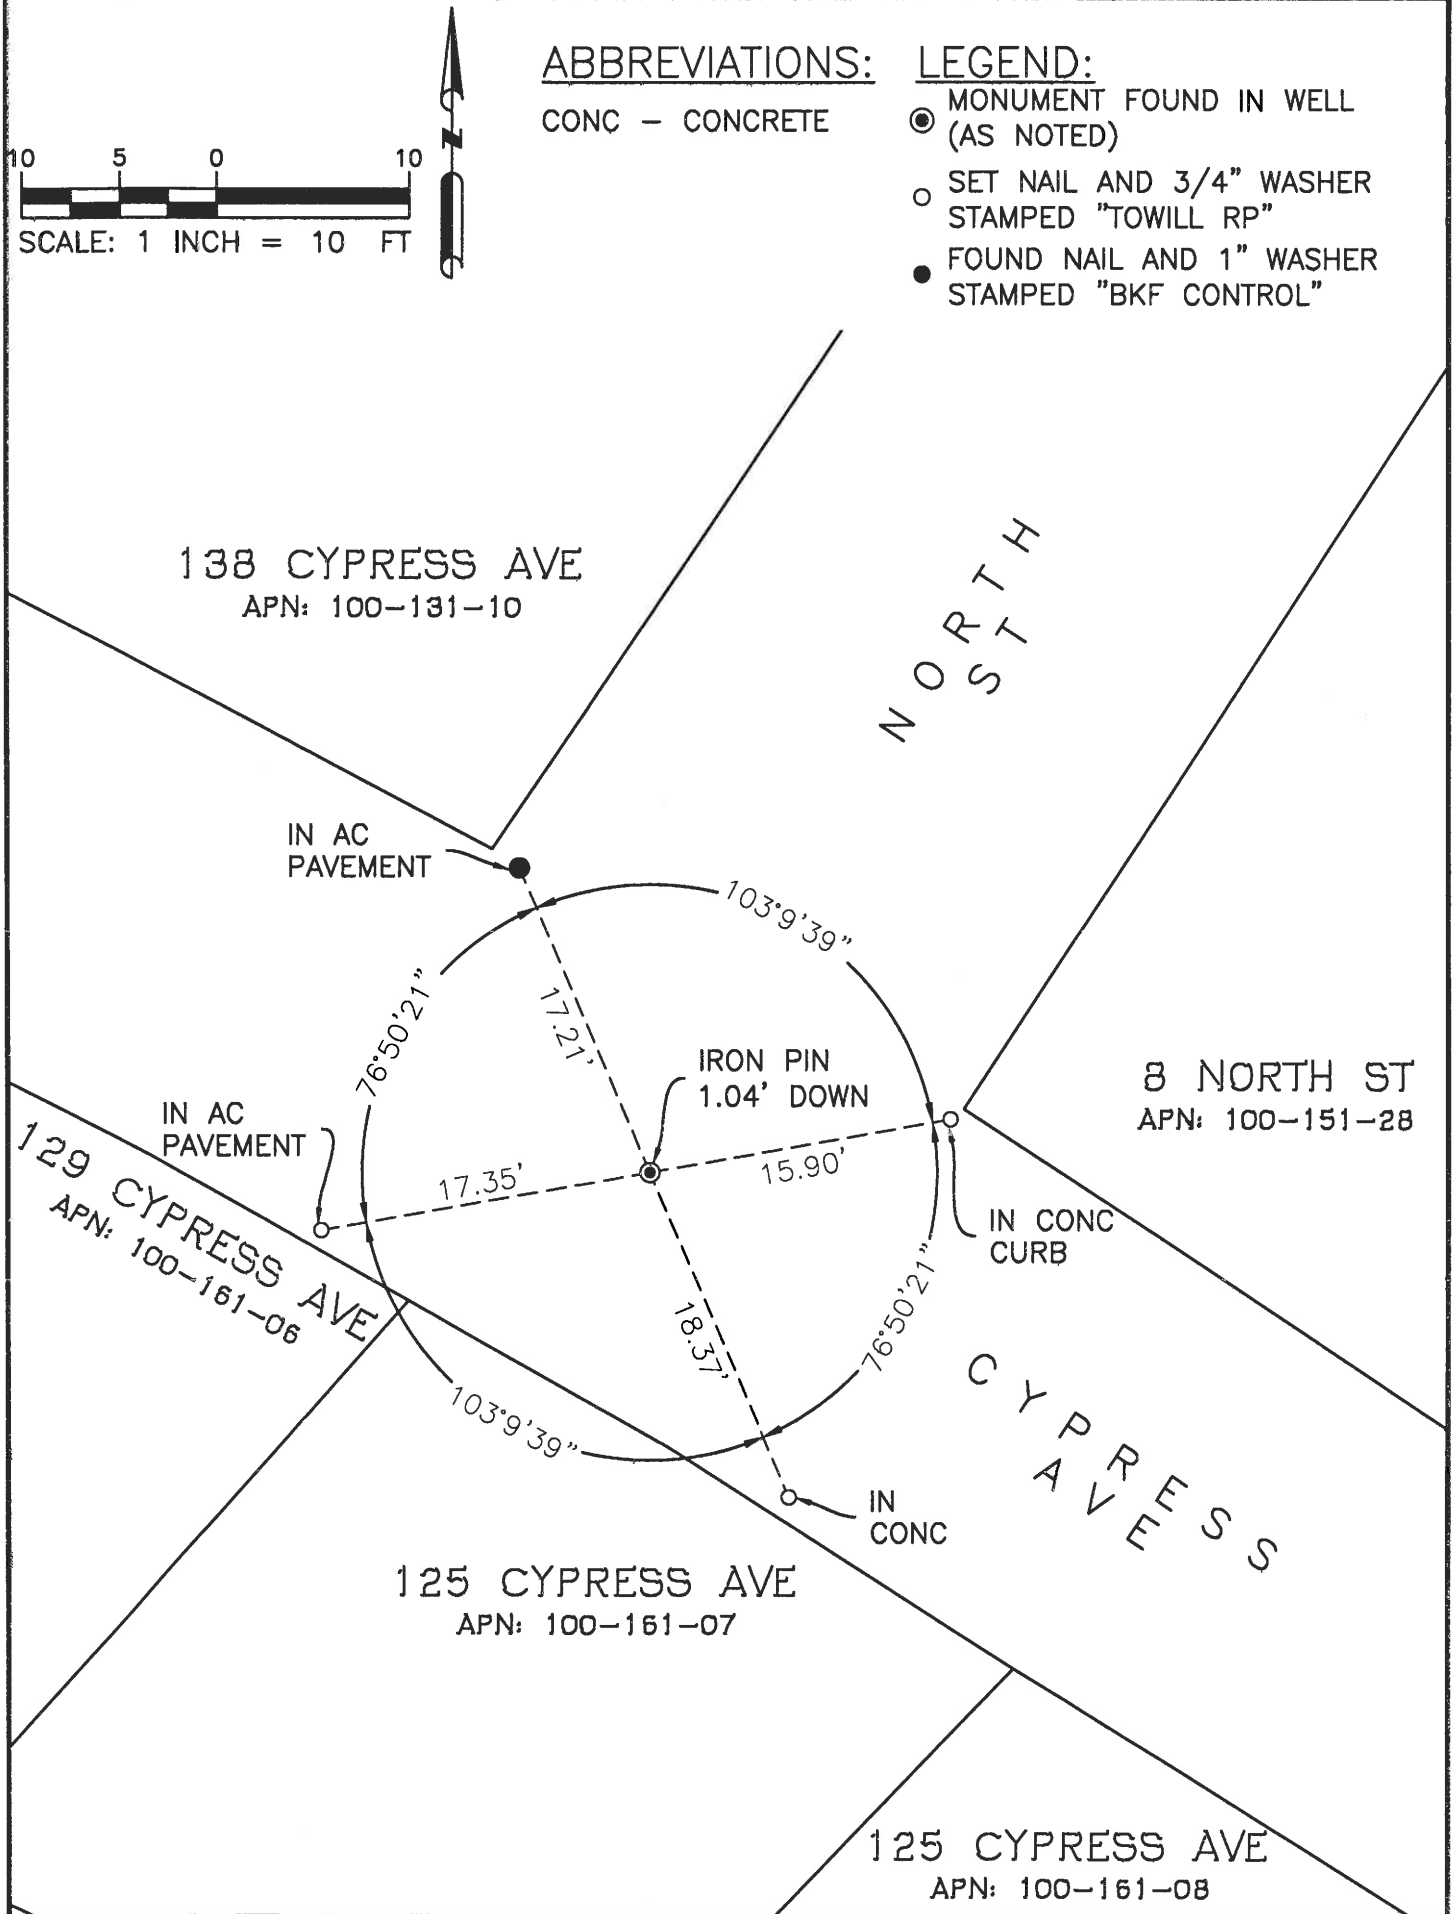 ABBREVIATIONS:
CONC – CONCRETE
LEGEND:
MONUMENT FOUND IN WELL
(AS NOTED)
SET NAIL AND 3/4" WASHER
STAMPED "TOWILL RP"
FOUND NAIL AND 1" WASHER
STAMPED "BKF CONTROL"
10 5 0 10
SCALE: 1 INCH = 10 FT
N
138 CYPRESS AVE
APN: 100-131-10
NORTH
ST
IN AC
PAVEMENT
103°9'39"
76°50'21"
17.21'
IRON PIN
1.04' DOWN
8 NORTH ST
APN: 100-151-28
IN AC
PAVEMENT
17.35'
15.90'
129 CYPRESS AVE
APN: 100-161-06
IN CONC
CURB
18.37'
76°50'21"
103°9'39"
CYPRESS
AVE
IN
CONC
125 CYPRESS AVE
APN: 100-161-07
125 CYPRESS AVE
APN: 100-161-08